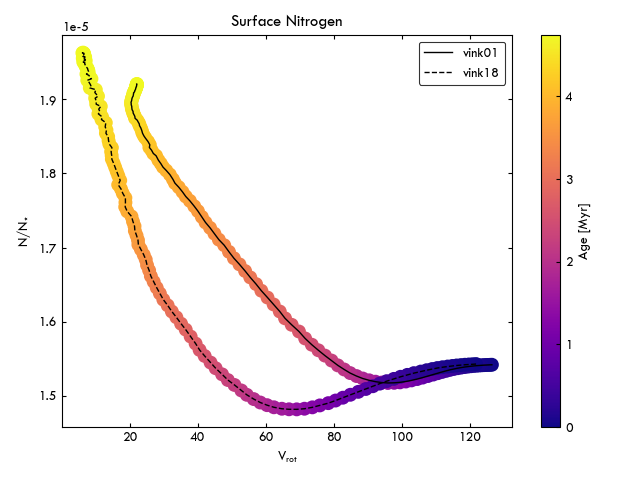 Surface Nitrogen
1e-5
vink01
vink18
1.9
1.8
1.7
1.6
1.5
N/N⋆
20 40 60 80 100 120
V_rot
4
3
2
1
0
Age [Myr]